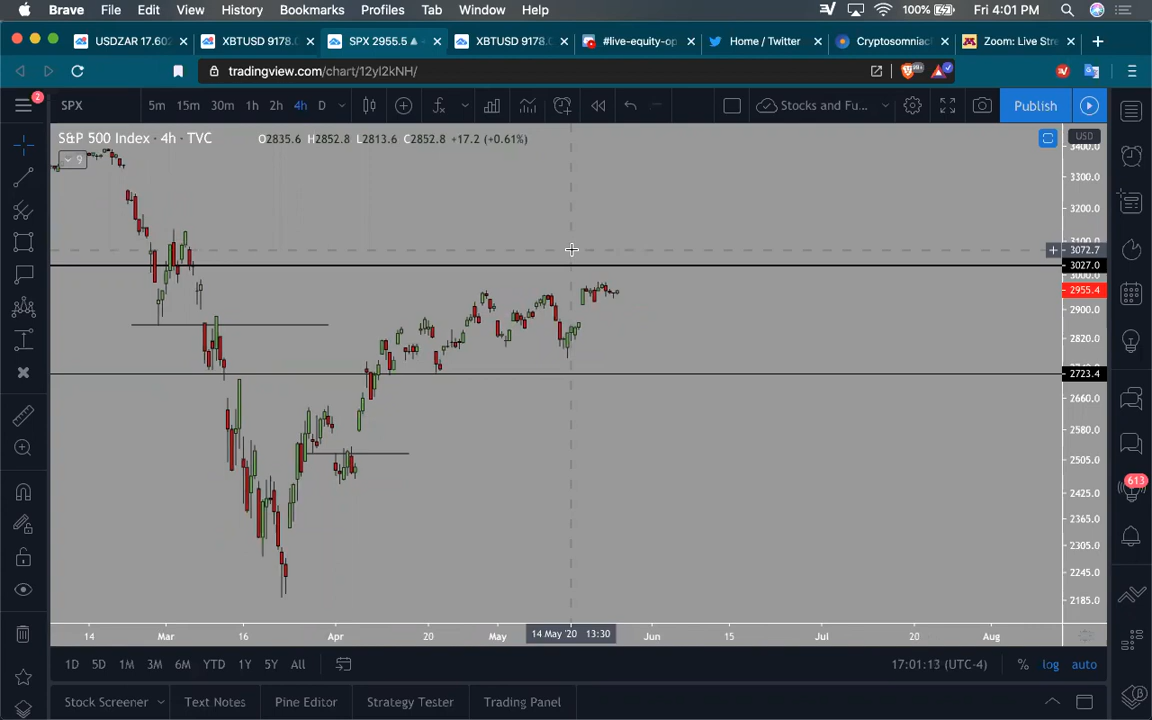 Brave File Edit View History Bookmarks Profiles Tab Window Help 100% Fri 4:01 PM
USDZAR 17.602 XBTUSD 9178.0 SPX 2955.5 XBTUSD 9178.0 #live-equity-op Home / Twitter Cryptosomniac Zoom: Live Stre
tradingview.com/chart/12yl2kNH/
2 SPX 5m 15m 30m 1h 2h 4h D Stocks and Fu... Publish
S&P 500 Index · 4h · TVC O2835.6 H2852.8 L2813.6 C2852.8 +17.2 (+0.61%)
9
USD
3400.0
3300.0
3200.0
3100.0
3072.7
3027.0
3000.0
2955.4
2900.0
2820.0
2723.4
2660.0
2580.0
2505.0
2425.0
2365.0
2305.0
2245.0
2185.0
613
14 Mar 16 Apr 20 May 14 May '20 13:30 Jun 15 Jul 20 Aug
1D 5D 1M 3M 6M YTD 1Y 5Y All 17:01:13 (UTC-4) % log auto
Stock Screener Text Notes Pine Editor Strategy Tester Trading Panel